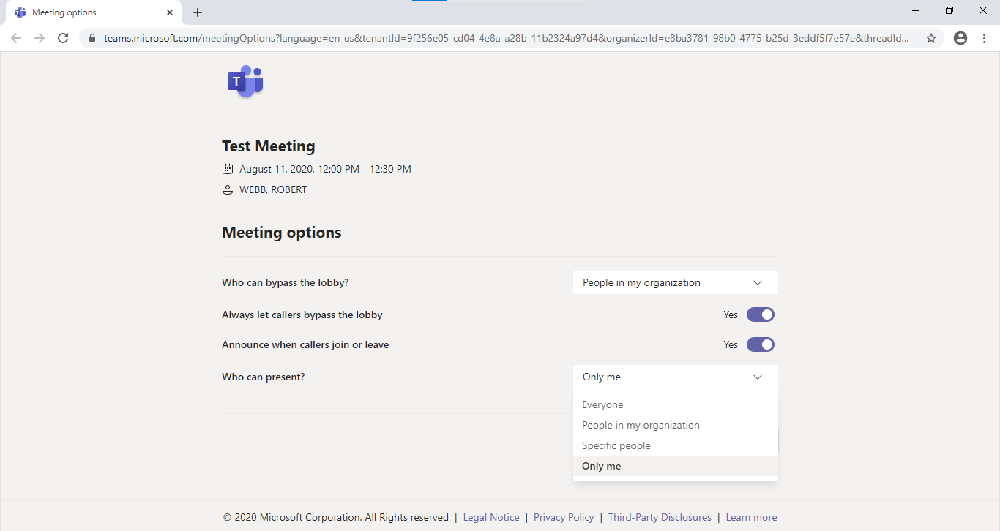 Meeting options
teams.microsoft.com/meetingOptions?language=en-us&tenantId=9f256e05-cd04-4e8a-a28b-11b2324a97d4&organizerId=e8ba3781-98b0-4775-b25d-3eddf5f7e57e&threadId...
T
Test Meeting
August 11, 2020, 12:00 PM - 12:30 PM
WEBB, ROBERT
Meeting options
Who can bypass the lobby? People in my organization
Always let callers bypass the lobby Yes
Announce when callers join or leave Yes
Who can present? Only me
Everyone
People in my organization
Specific people
Only me
© 2020 Microsoft Corporation. All Rights reserved | Legal Notice | Privacy Policy | Third-Party Disclosures | Learn more